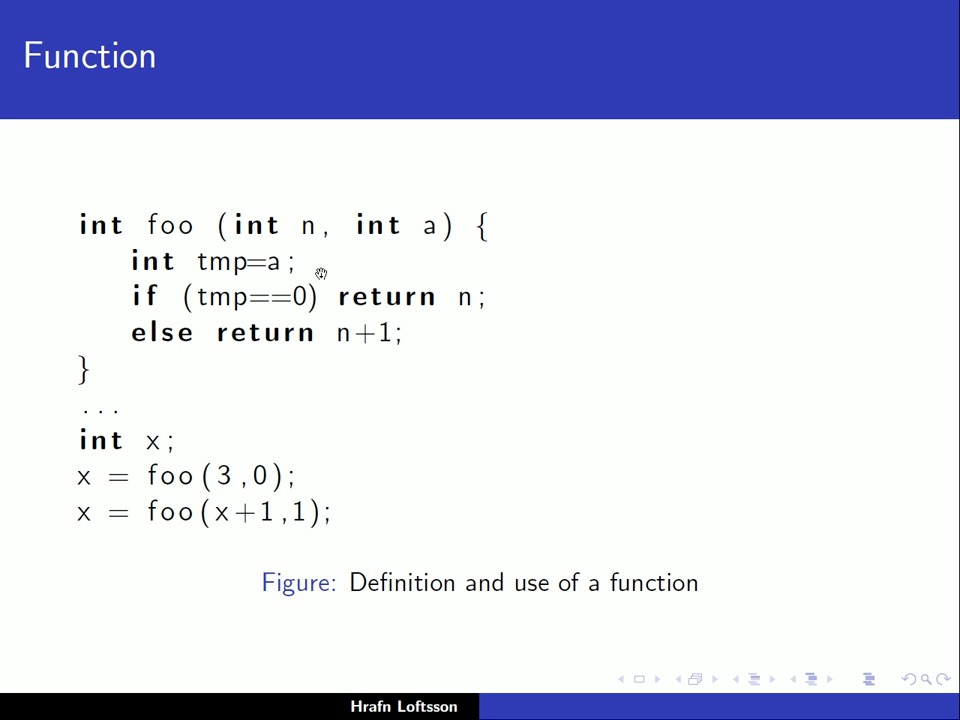 Function
int foo (int n, int a) {
int tmp=a;
if (tmp==0) return n;
else return n+1;
}
...
int x;
x = foo(3,0);
x = foo(x+1,1);
Figure: Definition and use of a function
Hrafn Loftsson